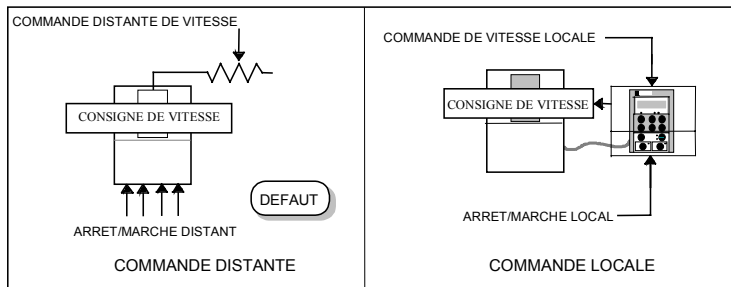 COMMANDE DISTANTE DE VITESSE
CONSIGNE DE VITESSE
DEFAUT
ARRET/MARCHE DISTANT
COMMANDE DISTANTE
COMMANDE DE VITESSE LOCALE
CONSIGNE DE VITESSE
ARRET/MARCHE LOCAL
COMMANDE LOCALE